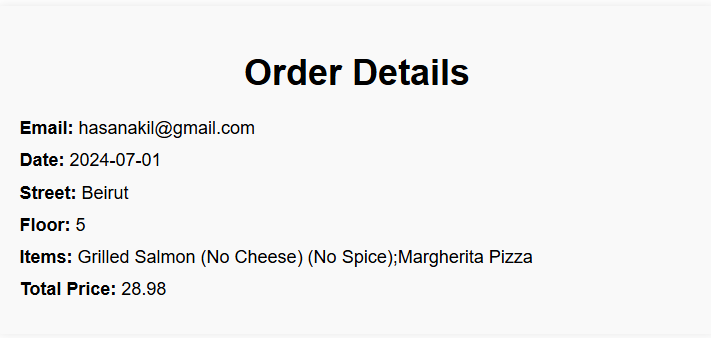 Order Details
Email: hasanakil@gmail.com
Date: 2024-07-01
Street: Beirut
Floor: 5
Items: Grilled Salmon (No Cheese) (No Spice);Margherita Pizza
Total Price: 28.98